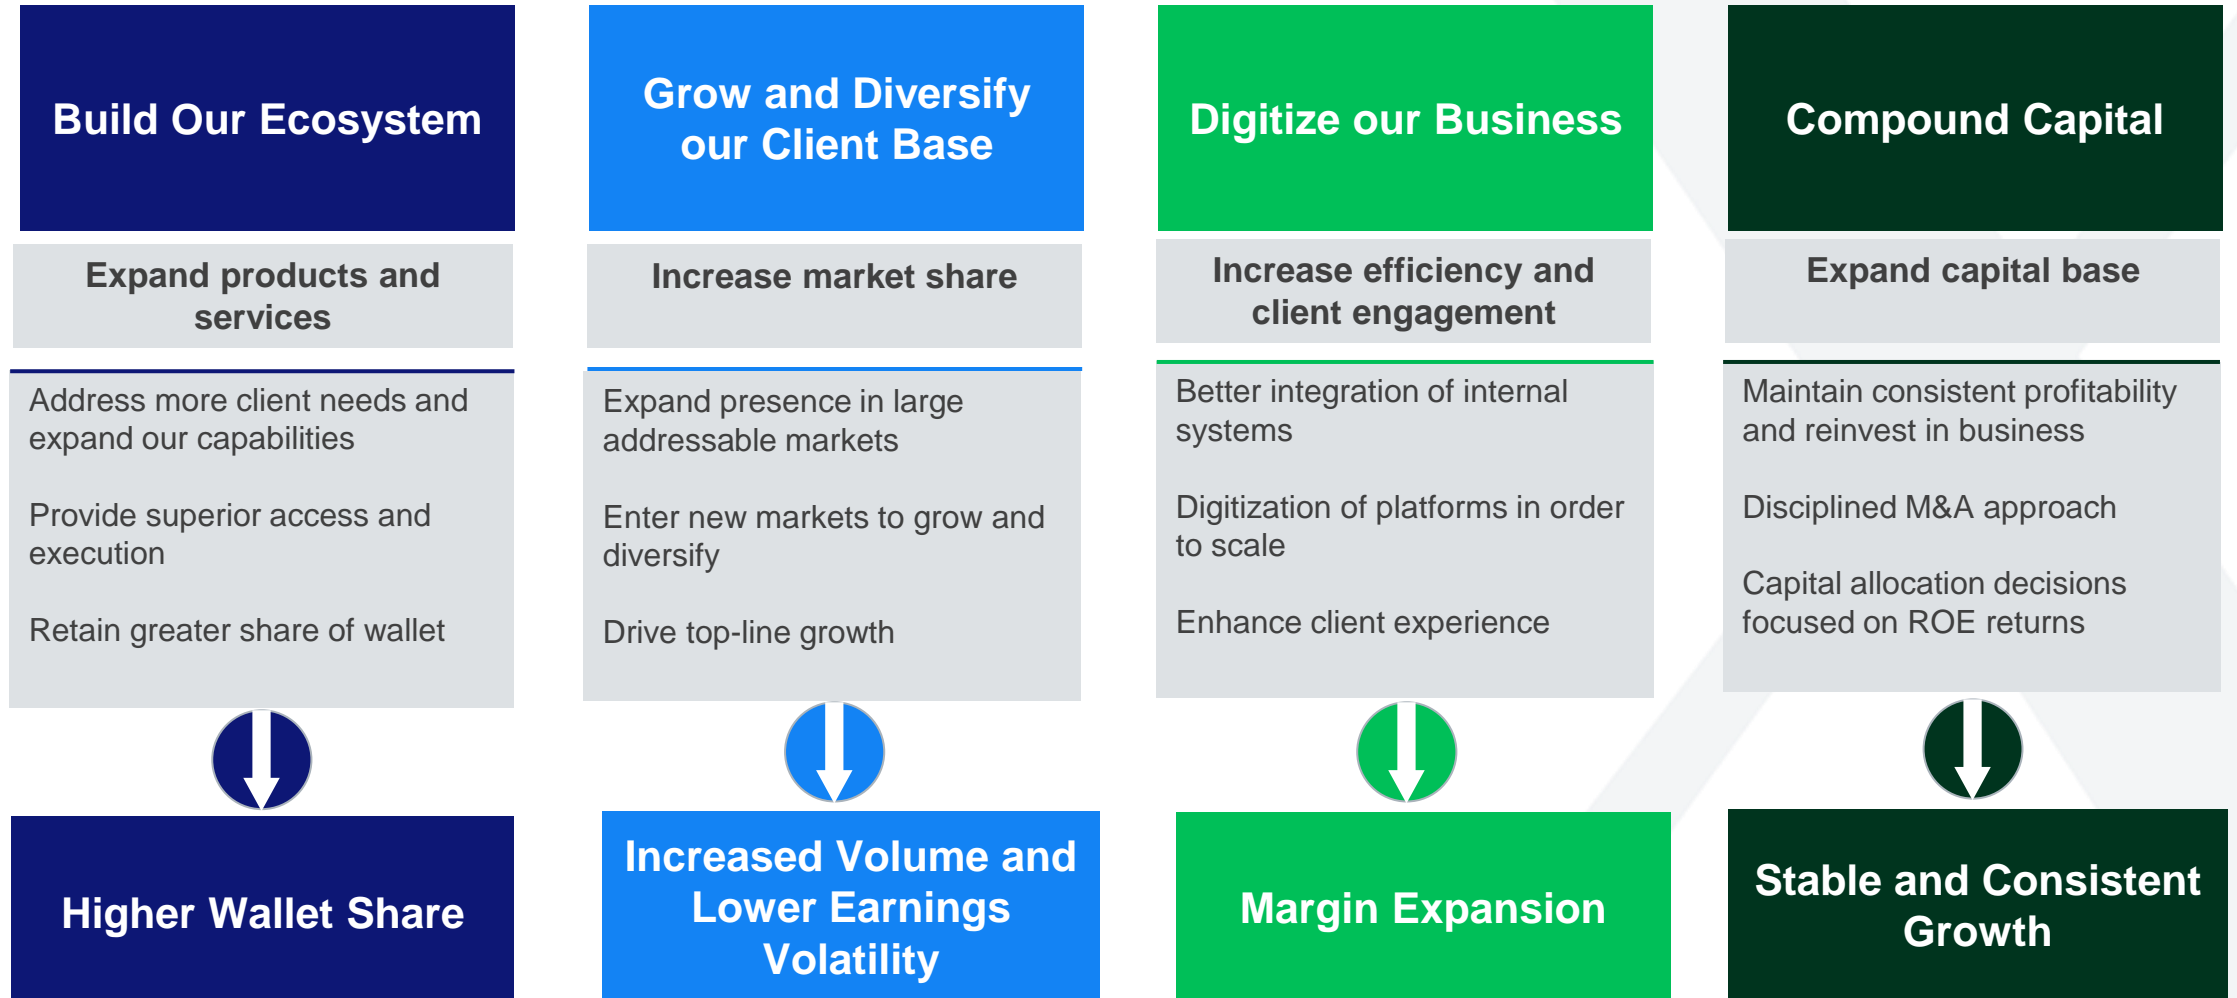 Build Our Ecosystem
Expand products and
services
Address more client needs and
expand our capabilities
Provide superior access and
execution
Retain greater share of wallet
Higher Wallet Share
Grow and Diversify
our Client Base
Increase market share
Expand presence in large
addressable markets
Enter new markets to grow and
diversify
Drive top-line growth
Increased Volume and
Lower Earnings
Volatility
Digitize our Business
Increase efficiency and
client engagement
Better integration of internal
systems
Digitization of platforms in order
to scale
Enhance client experience
Margin Expansion
Compound Capital
Expand capital base
Maintain consistent profitability
and reinvest in business
Disciplined M&A approach
Capital allocation decisions
focused on ROE returns
Stable and Consistent
Growth